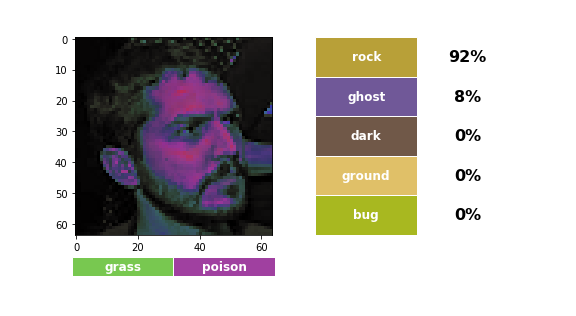 0
10
20
30
40
50
60
0 20 40 60
grass poison
rock 92%
ghost 8%
dark 0%
ground 0%
bug 0%